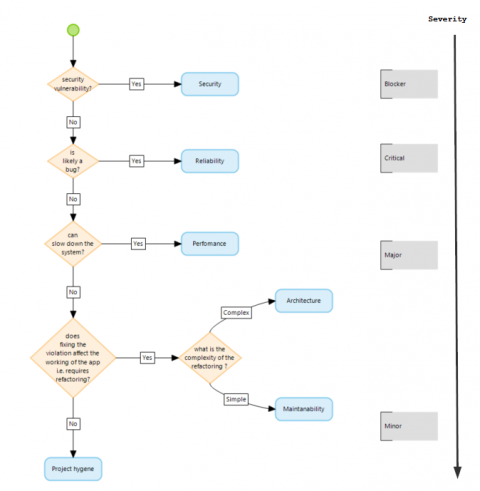 Severity
security
vulnerability?
Yes
Security
Blocker
No
is
likely a
bug?
Yes
Reliability
Critical
No
can
slow down the
system?
Yes
Perfomance
Major
No
Architecture
Complex
does
fixing the
violation affect the
working of the app
i.e. requires
refactoring?
Yes
what is the
complexity of the
refactoring ?
Simple
Maintanability
No
Minor
Project hygene